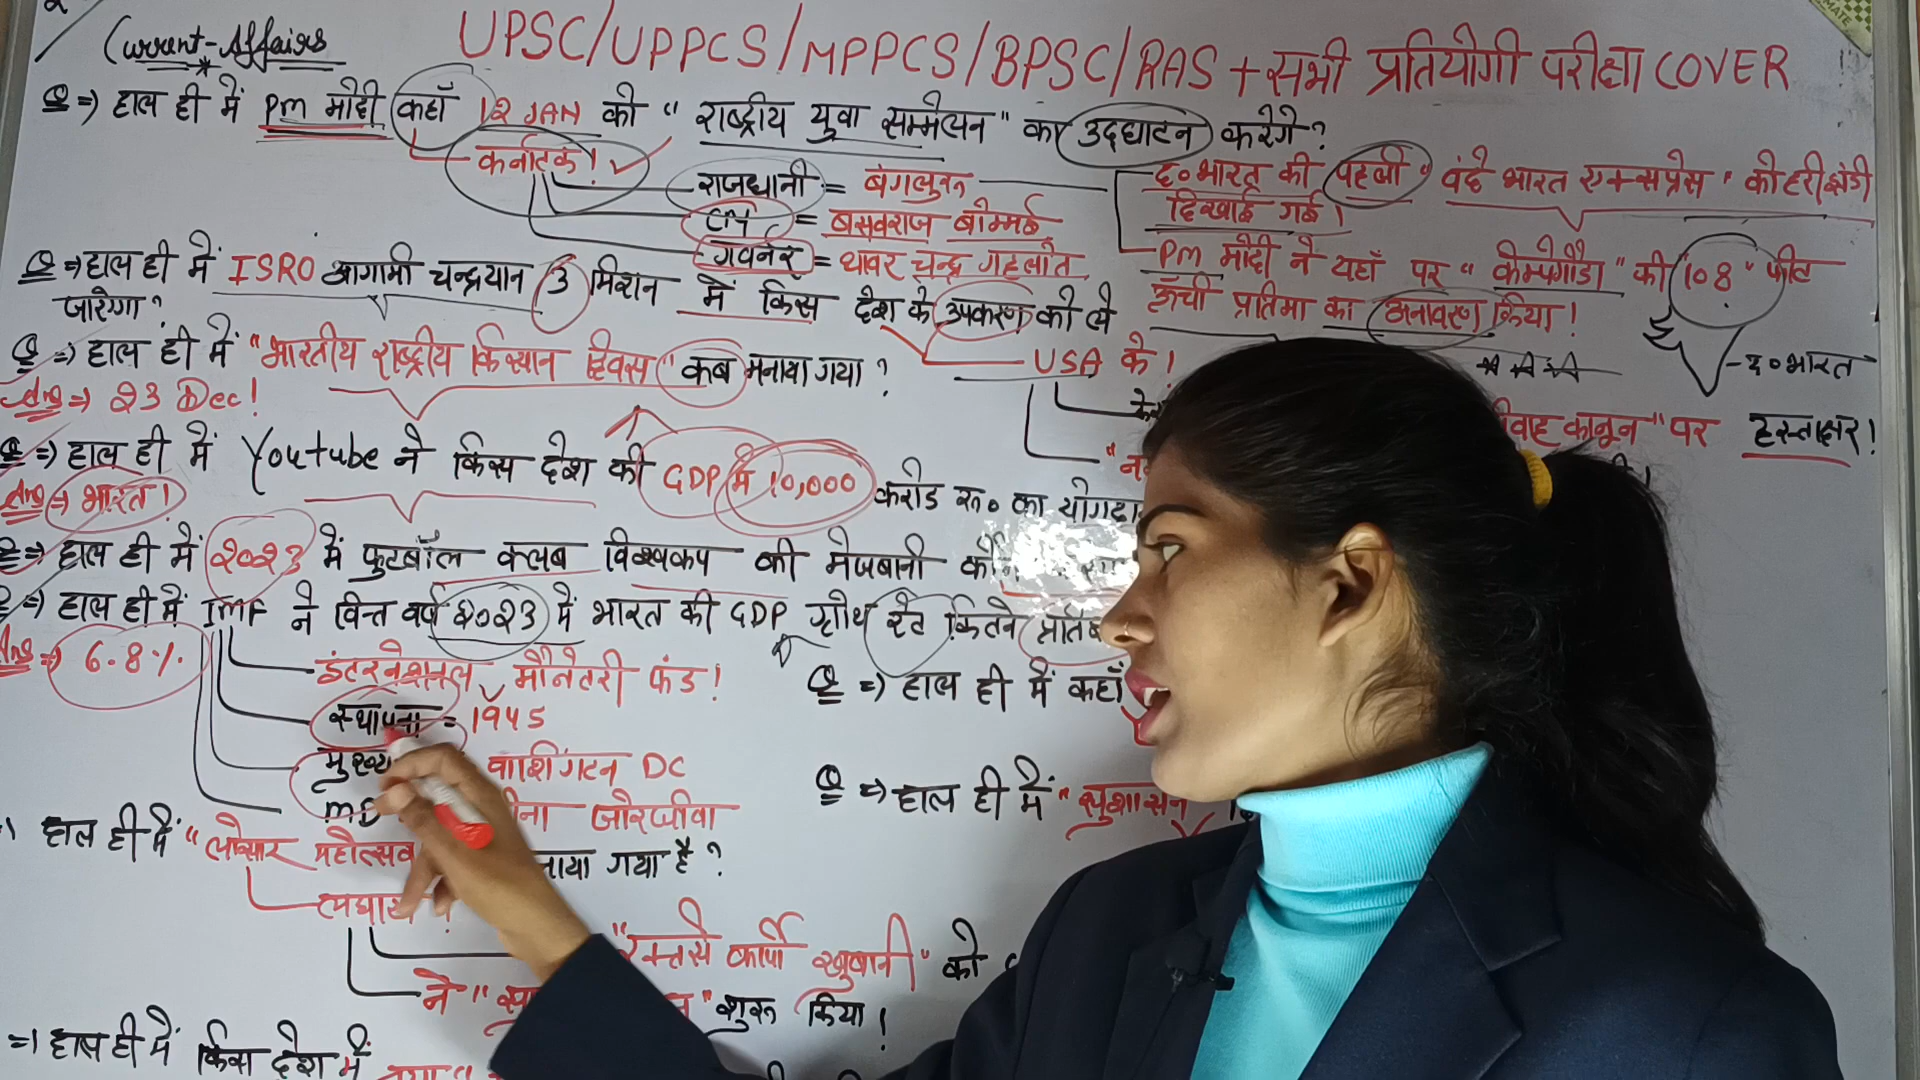 Current-Affairs
UPSC/UPPCS/MPPCS/BPSC/RAS + सभी प्रतियोगी परीक्षा COVER
Q ⇒ हाल ही में PM मोदी कहाँ 12 JAN को "राष्ट्रीय युवा सम्मेलन" का उद्घाटन करेंगे?
कर्नाटक!
राजधानी = बेंगलुरू
CM = बसवराज बोम्मई
गवर्नर = थावर चन्द्र गहलोत
द० भारत की पहली "वंदे भारत एक्सप्रेस" को हरी झंडी
दिखाई गई।
PM मोदी ने यहाँ पर "केम्पेगौडा" की 108 फीट
ऊँची प्रतिमा का अनावरण किया!
- द० भारत
Q ⇒ हाल ही में ISRO आगामी चन्द्रयान 3 मिशन में किस देश के उपकरण को ले
जारेगा?
USA के!
विवाह कानून" पर हस्ताक्षर!
Q ⇒ हाल ही में "भारतीय राष्ट्रीय किसान दिवस" कब मनाया गया?
Ans ⇒ 23 Dec!
Q ⇒ हाल ही में Youtube ने किस देश की GDP में 10,000 करोड रू० का
Ans ⇒ भारत!
⇒ हाल ही में 2023 में फुटबॉल क्लब विश्वकप की मेजबानी
⇒ हाल ही में IMF ने वित्त वर्ष 2023 में भारत की GDP ग्रोथ रेट कितने
Ans ⇒ 6.8%
इंटरनेशनल मौनेटरी फंड!
स्थापना = 1945
वाशिंगटन DC
MD
जौरजीवा
Q ⇒ हाल ही में कहाँ
Q ⇒ हाल ही में "सुशासन
हाल ही में "लोसार महोत्सव गया है?
"रक्तसे कार्पो खुबानी" को
ने " " शुरू किया!
⇒ हाल ही में किस देश में